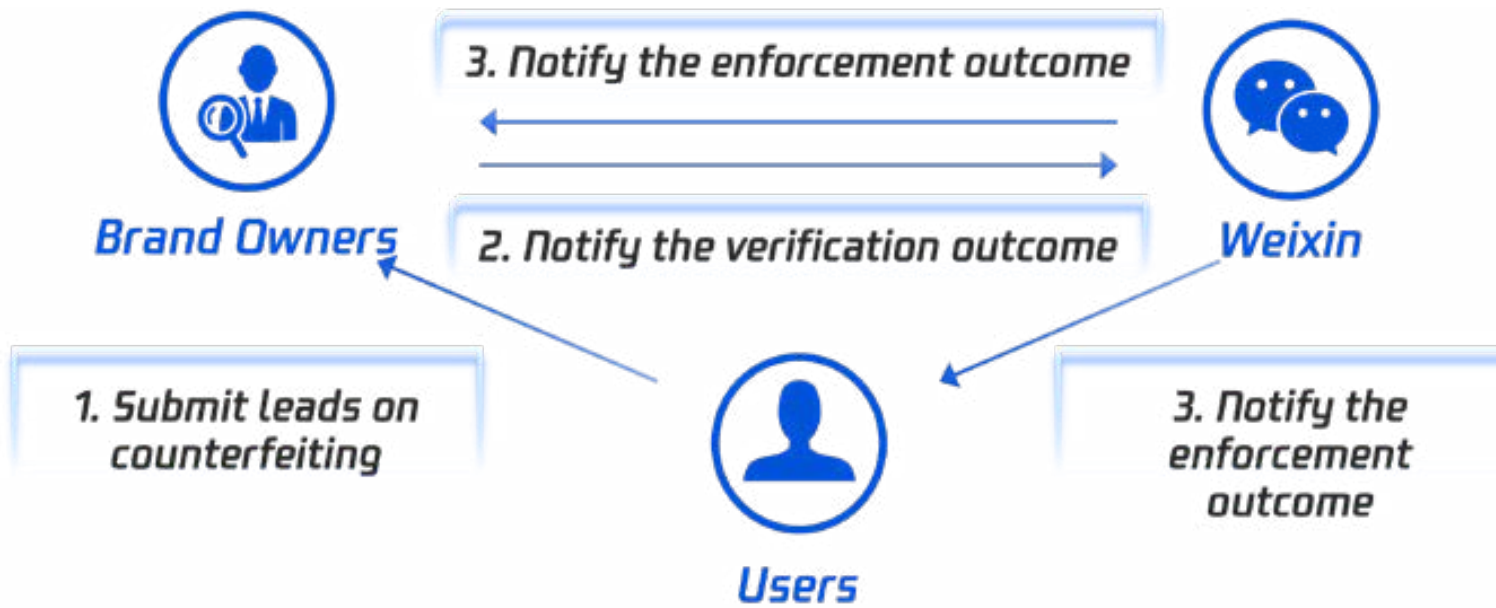 3. Notify the enforcement outcome
Brand Owners
2. Notify the verification outcome
Weixin
1. Submit leads on
counterfeiting
3. Notify the
enforcement
outcome
Users